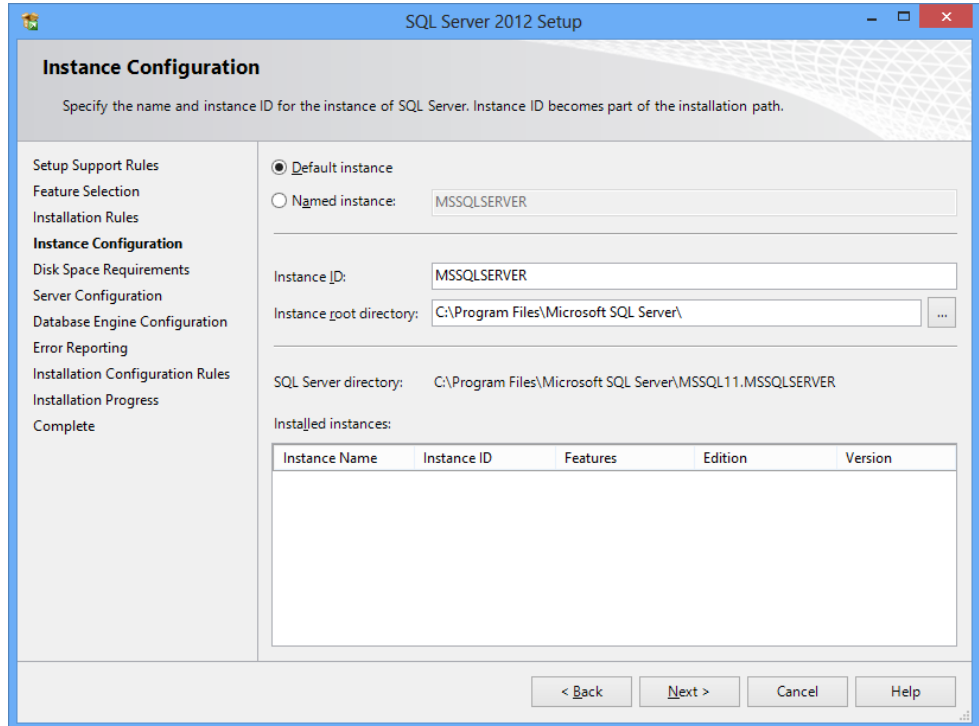 SQL Server 2012 Setup
Instance Configuration
Specify the name and instance ID for the instance of SQL Server. Instance ID becomes part of the installation path.
Setup Support Rules
Feature Selection
Installation Rules
Instance Configuration
Disk Space Requirements
Server Configuration
Database Engine Configuration
Error Reporting
Installation Configuration Rules
Installation Progress
Complete
Default instance
Named instance: MSSQLSERVER
Instance ID: MSSQLSERVER
Instance root directory: C:\Program Files\Microsoft SQL Server\ ...
SQL Server directory: C:\Program Files\Microsoft SQL Server\MSSQL11.MSSQLSERVER
Installed instances:
Instance Name Instance ID Features Edition Version
< Back Next > Cancel Help